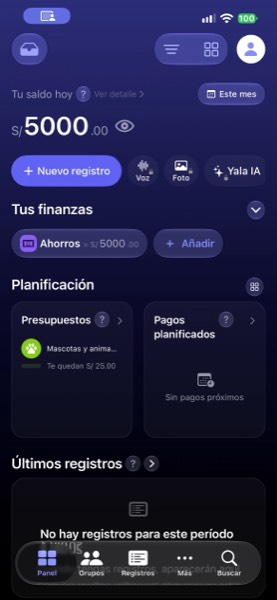 100
Tu saldo hoy ? Ver detalle >
Este mes
S/5000.00
+ Nuevo registro
Voz
Foto
Yala IA
Tus finanzas
Ahorros = S/ 5000.00
+ Añadir
Planificación
Presupuestos ? >
Mascotas y anima...
Te quedan S/ 25.00
Pagos planificados ? >
Sin pagos próximos
Últimos registros ? >
No hay registros para este período
Panel
Grupos
Registros
Más
Buscar